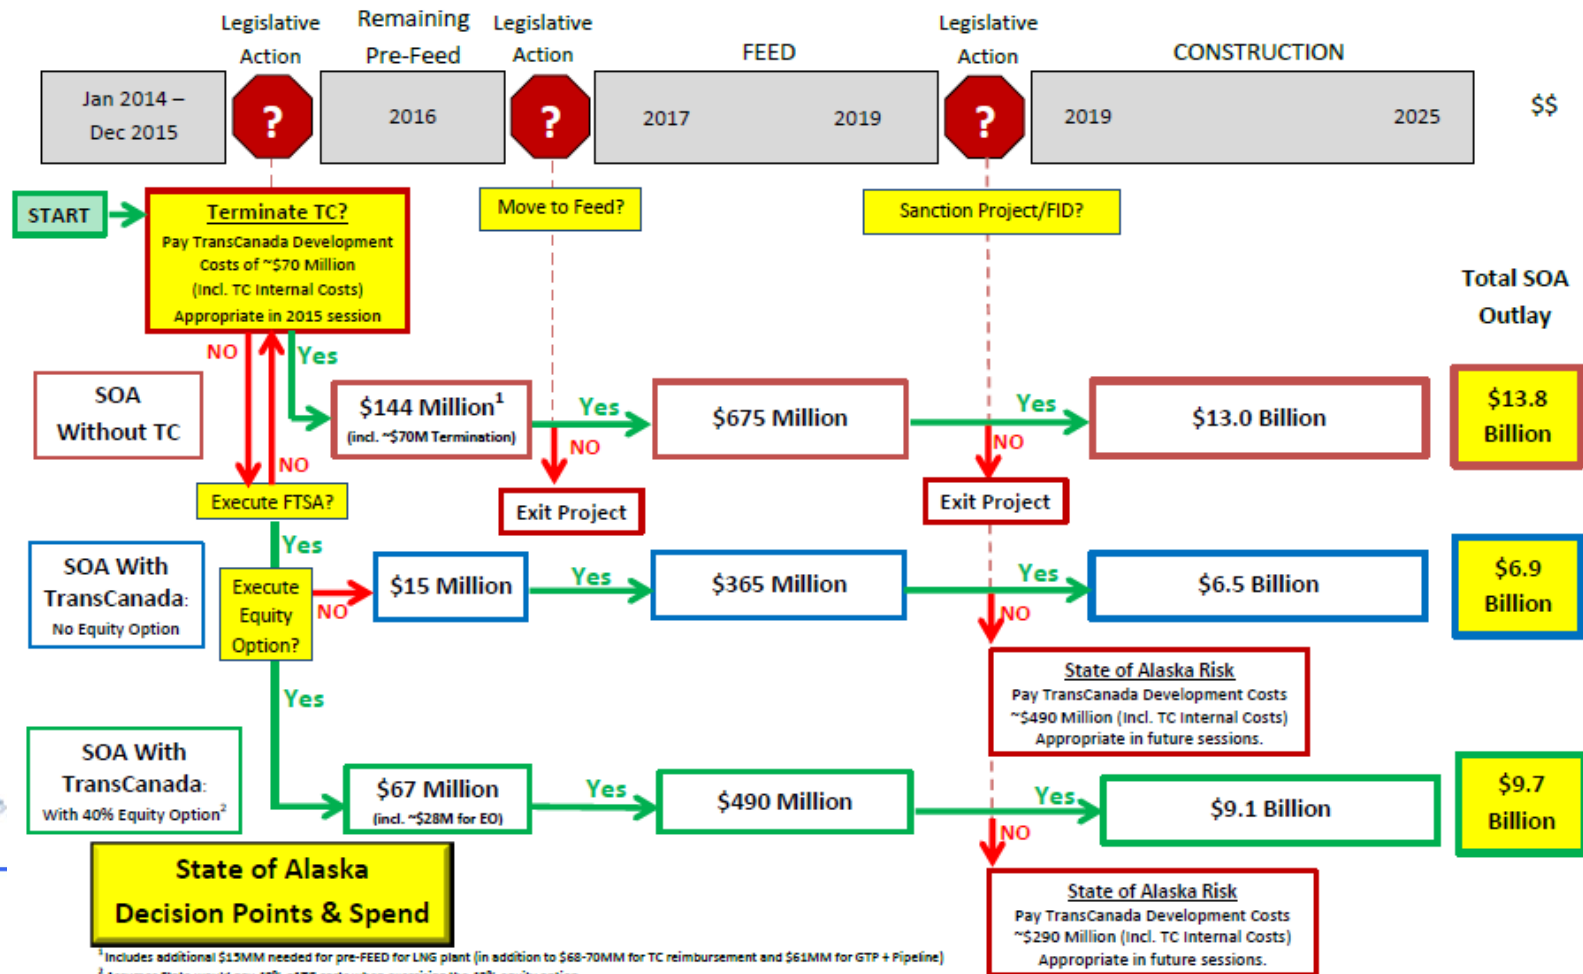 Legislative
Action
Remaining
Pre-Feed
Legislative
Action
FEED
Legislative
Action
CONSTRUCTION
Jan 2014 –
Dec 2015
?
2016
?
2017
2019
?
2019
2025
$$
START
Terminate TC?
Pay TransCanada Development
Costs of ~$70 Million
(Incl. TC Internal Costs)
Appropriate in 2015 session
Move to Feed?
Sanction Project/FID?
Total SOA
Outlay
NO
Yes
SOA
Without TC
$144 Million¹
(incl. ~$70M Termination)
Yes
NO
$675 Million
Yes
NO
$13.0 Billion
$13.8
Billion
NO
Execute FTSA?
Exit Project
Exit Project
Yes
SOA With
TransCanada:
No Equity Option
Execute
Equity
Option?
NO
$15 Million
Yes
$365 Million
Yes
NO
$6.5 Billion
$6.9
Billion
State of Alaska Risk
Pay TransCanada Development Costs
~$490 Million (Incl. TC Internal Costs)
Appropriate in future sessions.
Yes
SOA With
TransCanada:
With 40% Equity Option²
$67 Million
(incl. ~$28M for EO)
Yes
$490 Million
Yes
NO
$9.1 Billion
$9.7
Billion
State of Alaska
Decision Points & Spend
State of Alaska Risk
Pay TransCanada Development Costs
~$290 Million (Incl. TC Internal Costs)
Appropriate in future sessions.
¹ Includes additional $15MM needed for pre-FEED for LNG plant (in addition to $68-70MM for TC reimbursement and $61MM for GTP + Pipeline)